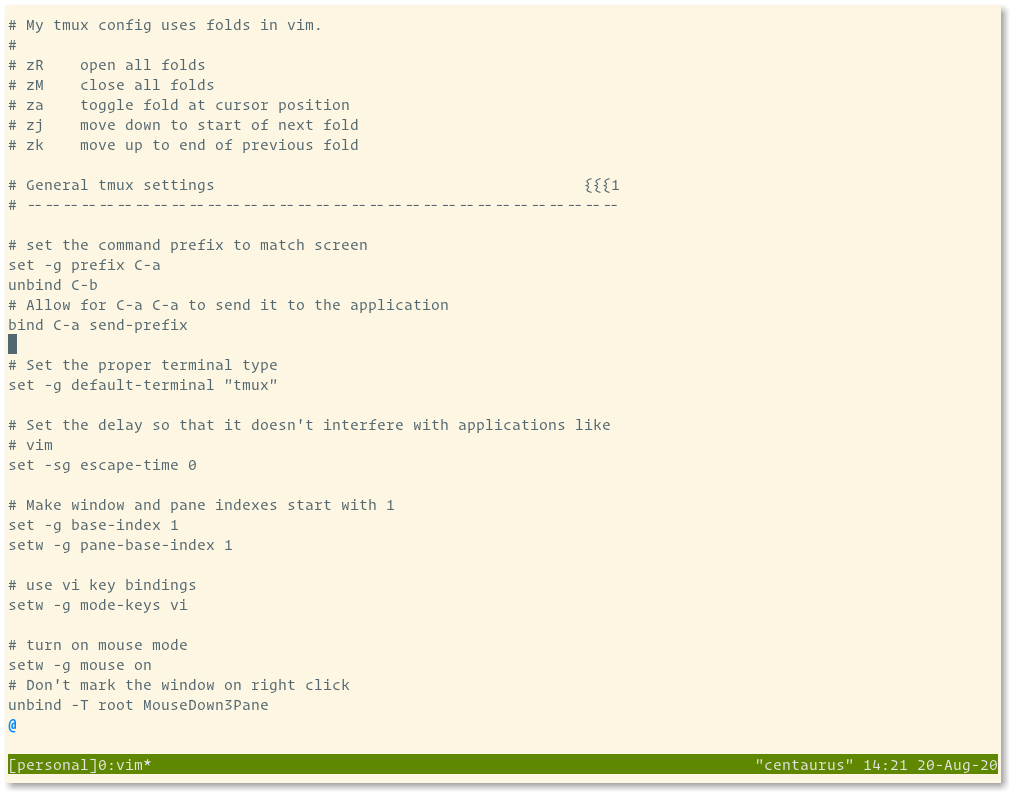 # My tmux config uses folds in vim.
#
# zR    open all folds
# zM    close all folds
# za    toggle fold at cursor position
# zj    move down to start of next fold
# zk    move up to end of previous fold

# General tmux settings                                         {{{1
# ------------------------------------------------------------------

# set the command prefix to match screen
set -g prefix C-a
unbind C-b
# Allow for C-a C-a to send it to the application
bind C-a send-prefix

# Set the proper terminal type
set -g default-terminal "tmux"

# Set the delay so that it doesn't interfere with applications like
# vim
set -sg escape-time 0

# Make window and pane indexes start with 1
set -g base-index 1
setw -g pane-base-index 1

# use vi key bindings
setw -g mode-keys vi

# turn on mouse mode
setw -g mouse on
# Don't mark the window on right click
unbind -T root MouseDown3Pane
@

[personal]0:vim*                                                                   "centaurus" 14:21 20-Aug-20